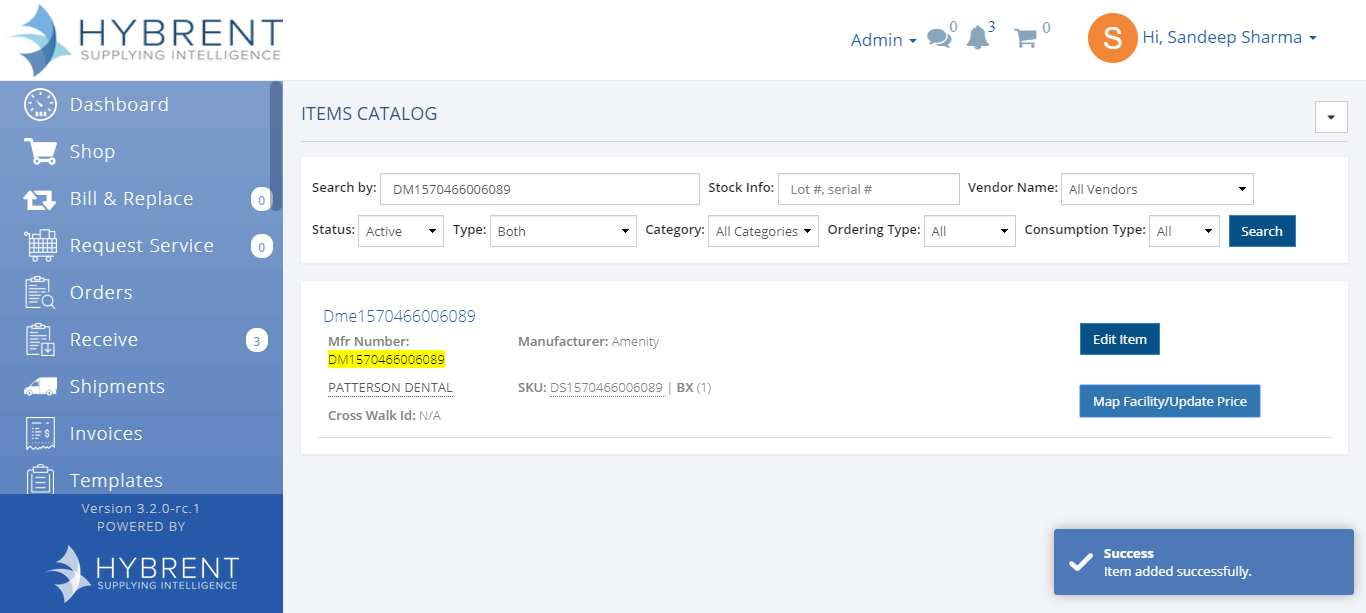 HYBRENT
SUPPLYING INTELLIGENCE
Admin
0
3
0
S
Hi, Sandeep Sharma
Dashboard
Shop
Bill & Replace
0
Request Service
0
Orders
Receive
3
Shipments
Invoices
Templates
Version 3.2.0-rc.1
POWERED BY
HYBRENT
SUPPLYING INTELLIGENCE
ITEMS CATALOG
Search by: DM1570466006089 Stock Info: Lot #, serial # Vendor Name: All Vendors
Status: Active Type: Both Category: All Categories Ordering Type: All Consumption Type: All Search
Dme1570466006089
Mfr Number: Manufacturer: Amenity
DM1570466006089
Edit Item
PATTERSON DENTAL SKU: DS1570466006089 | BX (1)
Map Facility/Update Price
Cross Walk Id: N/A
Success
Item added successfully.